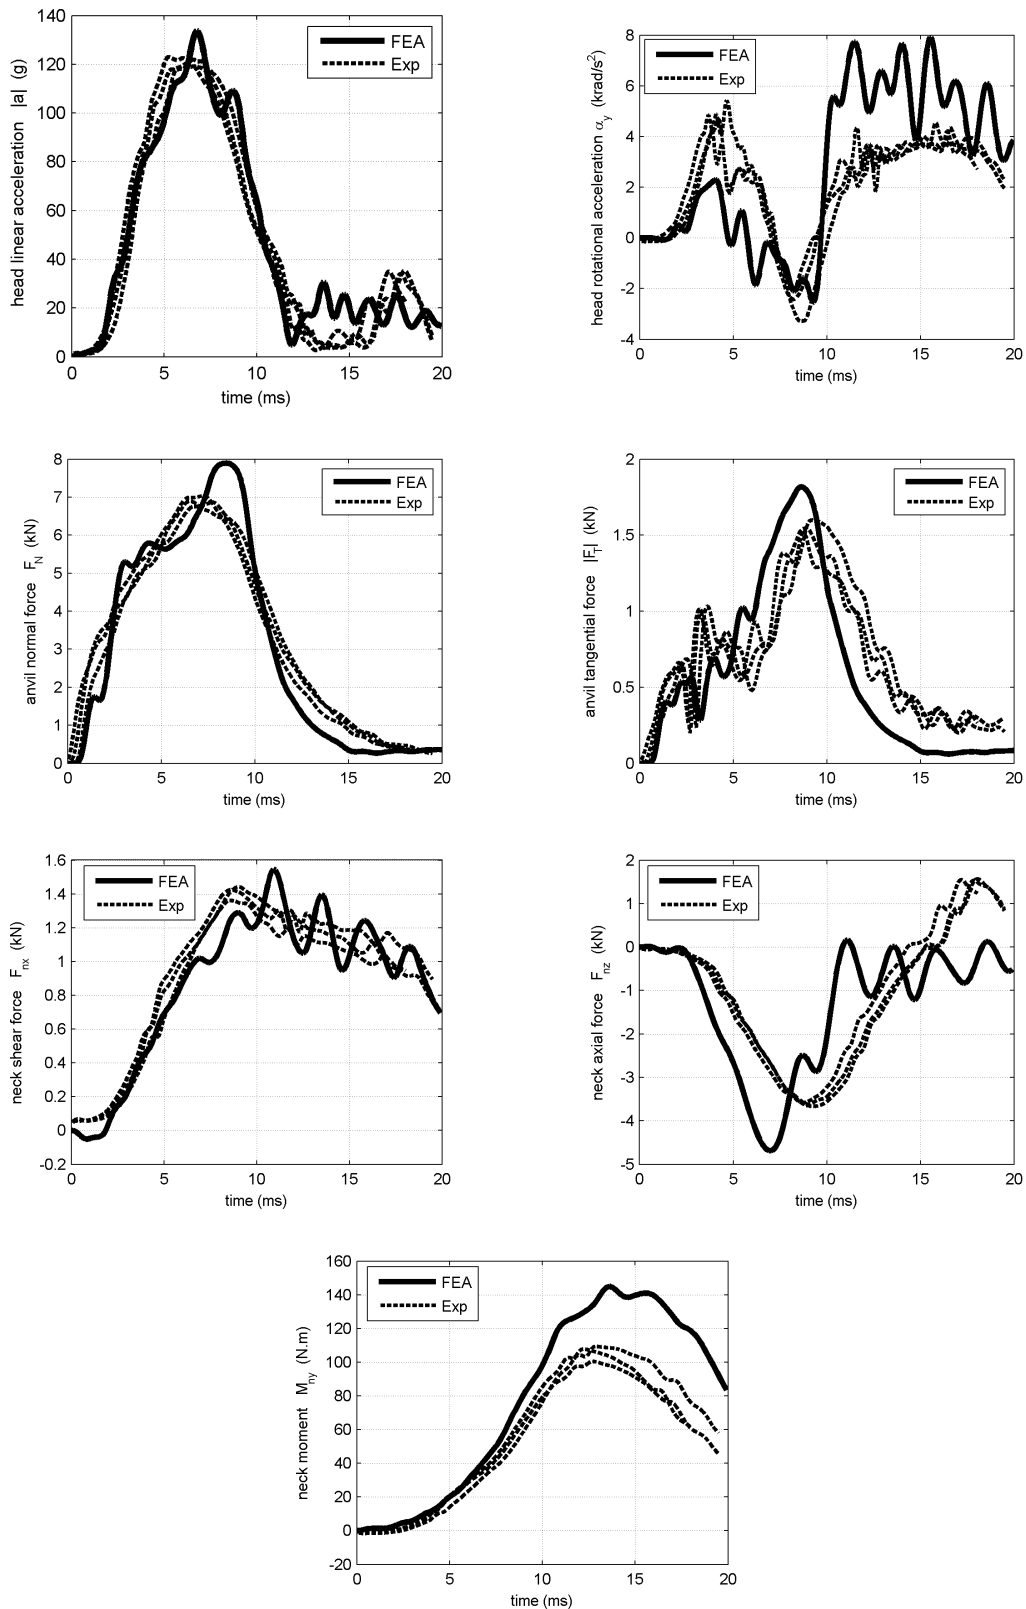 140
120
100
80
60
40
20
0
head linear acceleration |a| (g)
FEA
Exp
0 5 10 15 20
time (ms)
8
6
4
2
0
-2
-4
head rotational acceleration αy (krad/s²)
FEA
Exp
0 5 10 15 20
time (ms)
8
7
6
5
4
3
2
1
0
anvil normal force FN (kN)
FEA
Exp
0 5 10 15 20
time (ms)
2
1.5
1
0.5
0
anvil tangential force |FT| (kN)
FEA
Exp
0 5 10 15 20
time (ms)
1.6
1.4
1.2
1
0.8
0.6
0.4
0.2
0
-0.2
neck shear force Fnx (kN)
FEA
Exp
0 5 10 15 20
time (ms)
2
1
0
-1
-2
-3
-4
-5
neck axial force Fnz (kN)
FEA
Exp
0 5 10 15 20
time (ms)
160
140
120
100
80
60
40
20
0
-20
neck moment Mny (N.m)
FEA
Exp
0 5 10 15 20
time (ms)